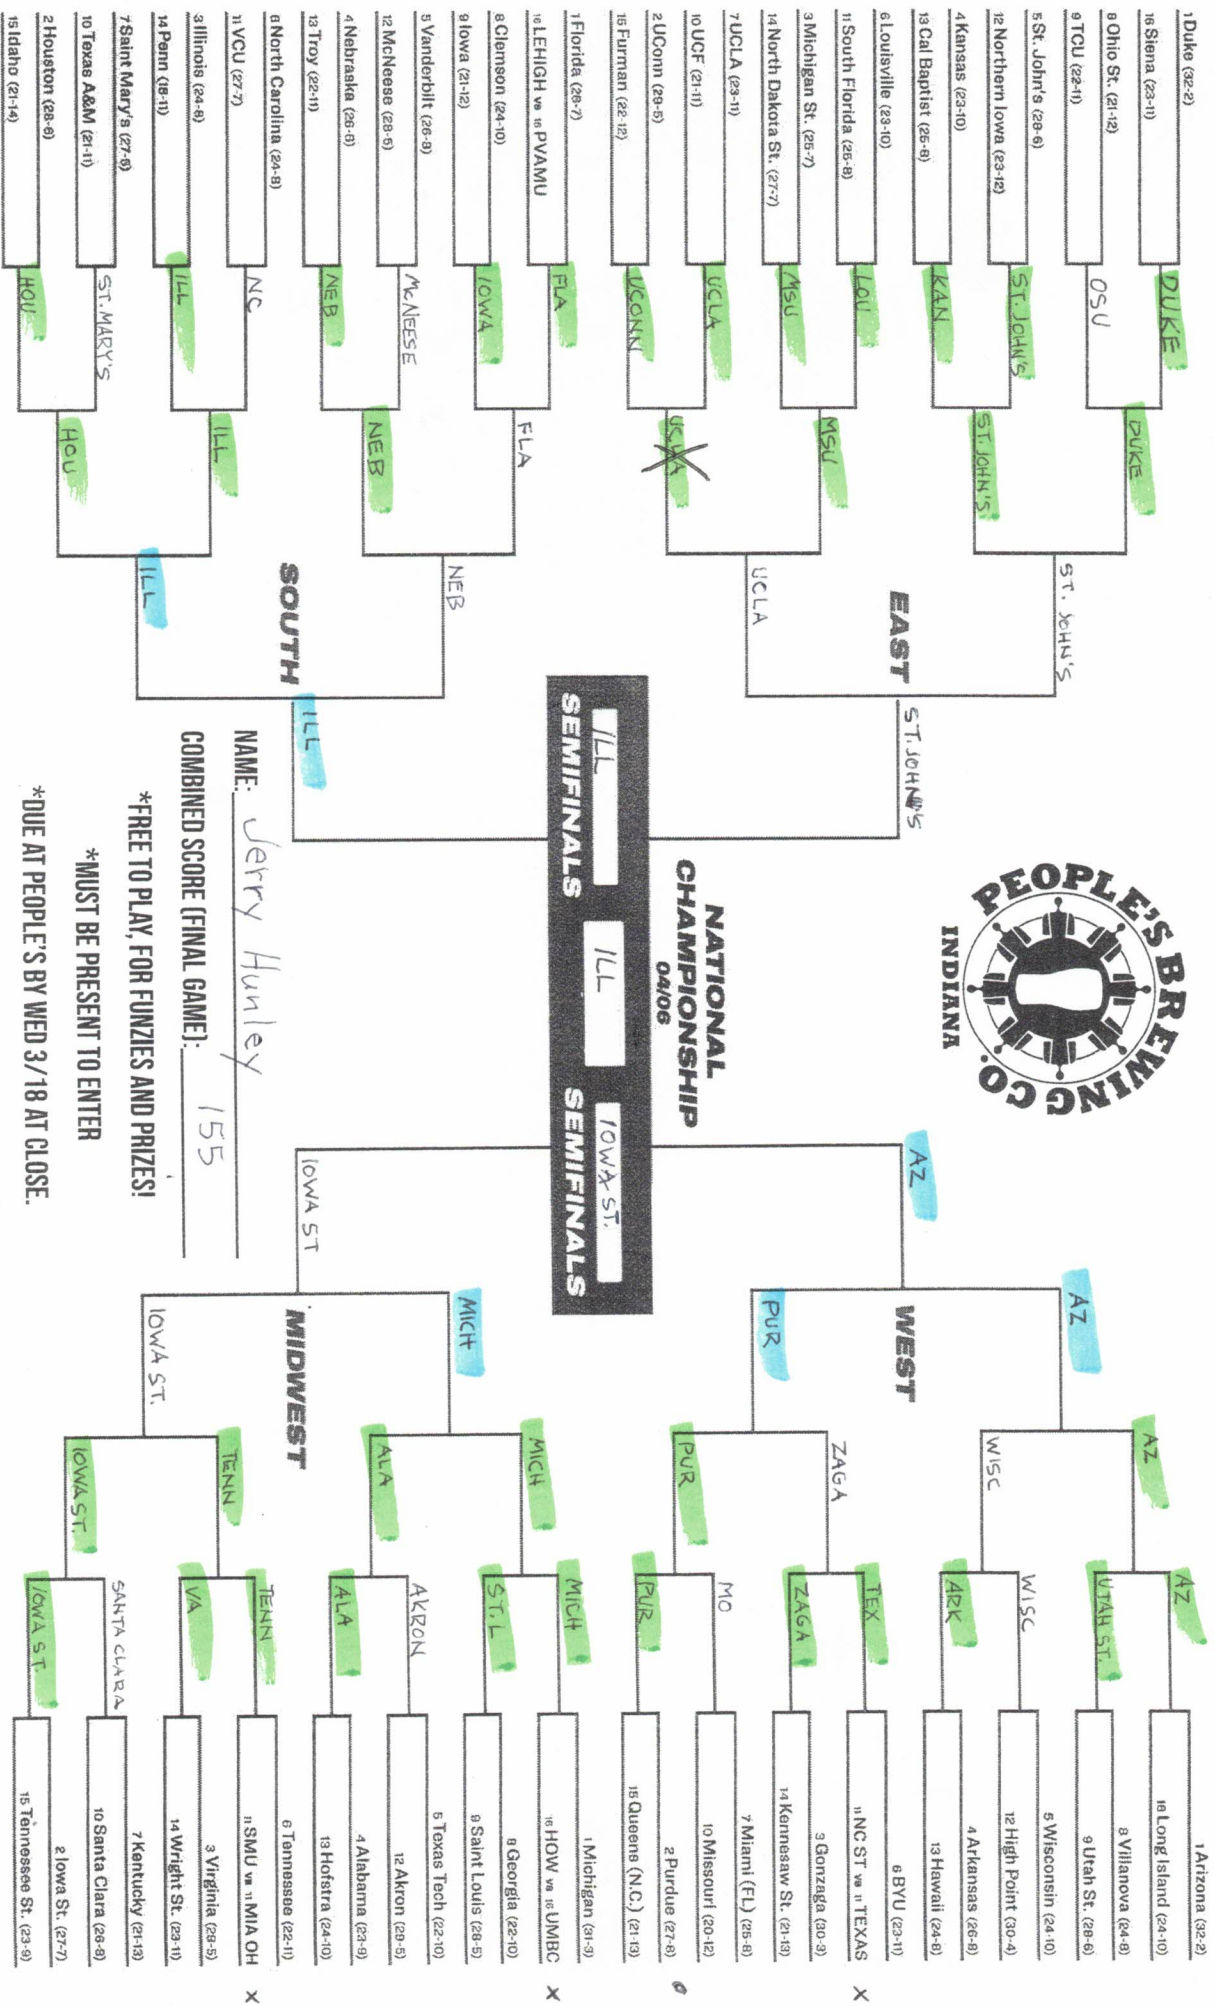 1 Duke (32-2)
16 Siena (23-11)
8 Ohio St. (21-12)
9 TCU (22-11)
5 St. John's (28-6)
12 Northern Iowa (23-12)
4 Kansas (23-10)
13 Cal Baptist (25-8)
6 Louisville (23-10)
11 South Florida (25-8)
3 Michigan St. (25-7)
14 North Dakota St. (27-7)
7 UCLA (23-11)
10 UCF (21-11)
2 UConn (29-5)
15 Furman (22-12)
1 Florida (26-7)
16 LEHIGH vs 16 PVAMU
8 Clemson (24-10)
9 Iowa (21-12)
5 Vanderbilt (26-8)
12 McNeese (28-5)
4 Nebraska (26-6)
13 Troy (22-11)
6 North Carolina (24-8)
11 VCU (27-7)
3 Illinois (24-8)
14 Penn (18-11)
7 Saint Mary's (27-5)
10 Texas A&M (21-11)
2 Houston (28-6)
15 Idaho (21-14)
DUKE
OSU
ST. JOHN'S
KAN
LOU
MSU
UCLA
UCONN
FLA
IOWA
McNEESE
NEB
NC
ILL
ST. MARY'S
HOU
DUKE
ST. JOHN'S
MSU
UCLA
FLA
NEB
ILL
HOU
ST. JOHN'S
UCLA
NEB
ILL
EAST
SOUTH
ST. JOHN'S
ILL
PEOPLE'S BREWING CO.
INDIANA
NATIONAL
CHAMPIONSHIP
04/06
ILL
SEMIFINALS
ILL
IOWA ST.
SEMIFINALS
NAME: Jerry Hunley
COMBINED SCORE (FINAL GAME): 155
*FREE TO PLAY, FOR FUNZIES AND PRIZES!
*MUST BE PRESENT TO ENTER
*DUE AT PEOPLE'S BY WED 3/18 AT CLOSE.
AZ
IOWA ST
WEST
MIDWEST
AZ
PUR
MICH
IOWA ST.
AZ
WISC
ZAGA
PUR
MICH
ALA
TENN
IOWA ST.
AZ
UTAH ST.
WISC
ARK
TEX
ZAGA
MO
PUR
MICH
ST. L
AKRON
ALA
TENN
VA
SANTA CLARA
IOWA ST.
1 Arizona (32-2)
16 Long Island (24-10)
8 Villanova (24-8)
9 Utah St. (28-6)
5 Wisconsin (24-10)
12 High Point (30-4)
4 Arkansas (26-8)
13 Hawaii (24-8)
6 BYU (23-11)
11 NC ST vs 11 TEXAS X
3 Gonzaga (30-3)
14 Kennesaw St. (21-13)
7 Miami (FL) (25-8)
10 Missouri (20-12)
2 Purdue (27-8)
15 Queens (N.C.) (21-13)
1 Michigan (31-3)
16 HOW vs 16 UMBC X
8 Georgia (22-10)
9 Saint Louis (28-5)
5 Texas Tech (22-10)
12 Akron (29-5)
4 Alabama (23-9)
13 Hofstra (24-10)
6 Tennessee (22-11)
11 SMU vs 11 MIA OH X
3 Virginia (29-5)
14 Wright St. (23-11)
7 Kentucky (21-13)
10 Santa Clara (26-8)
2 Iowa St. (27-7)
15 Tennessee St. (23-9)